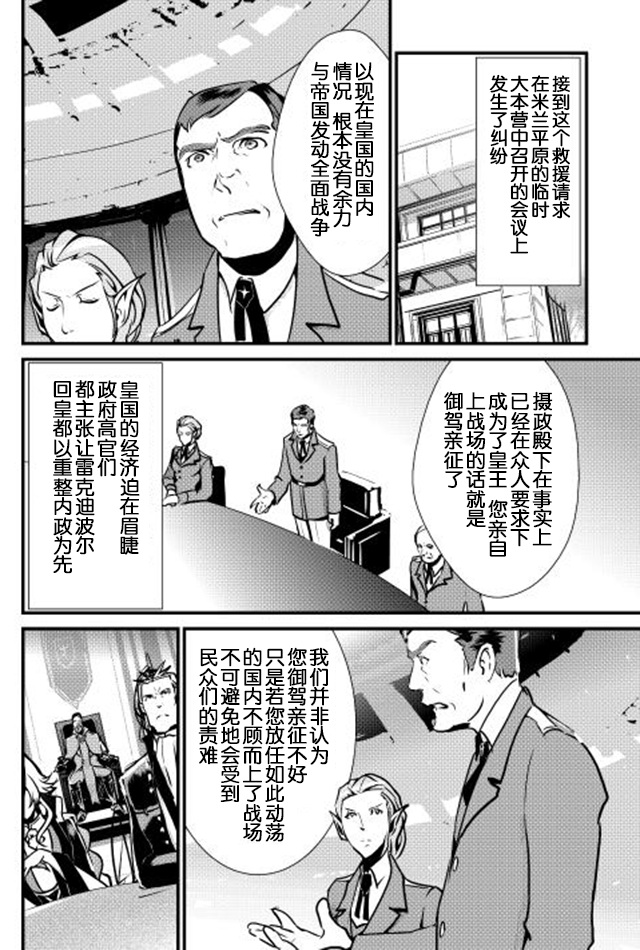 接到这个救援请求
在米兰平原的临时
大本营中召开的会议上
发生了纠纷
以现在皇国的国内
情况 根本没有余力
与帝国发动全面战争
摄政殿下在事实上
已经在众人要求下
成为了皇王 您亲自
上战场的话就是
御驾亲征了
皇国的经济迫在眉睫
政府高官们
都主张让雷克迪波尔
回皇都以重整内政为先
我们并非认为
您御驾亲征不好
只是若您放任如此动荡
的国内不顾而上了战场
不可避免地会受到
民众们的责难